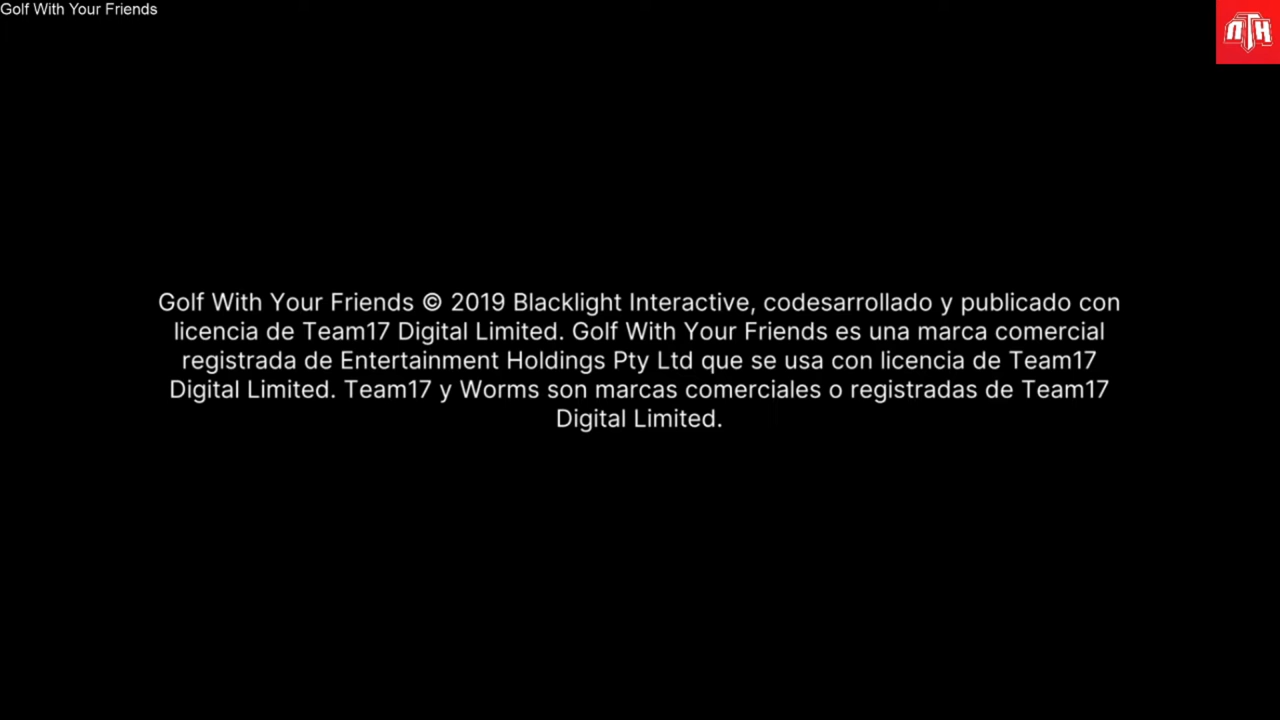 Golf With Your Friends
NTH
Golf With Your Friends © 2019 Blacklight Interactive, codesarrollado y publicado con
licencia de Team17 Digital Limited. Golf With Your Friends es una marca comercial
registrada de Entertainment Holdings Pty Ltd que se usa con licencia de Team17
Digital Limited. Team17 y Worms son marcas comerciales o registradas de Team17
Digital Limited.